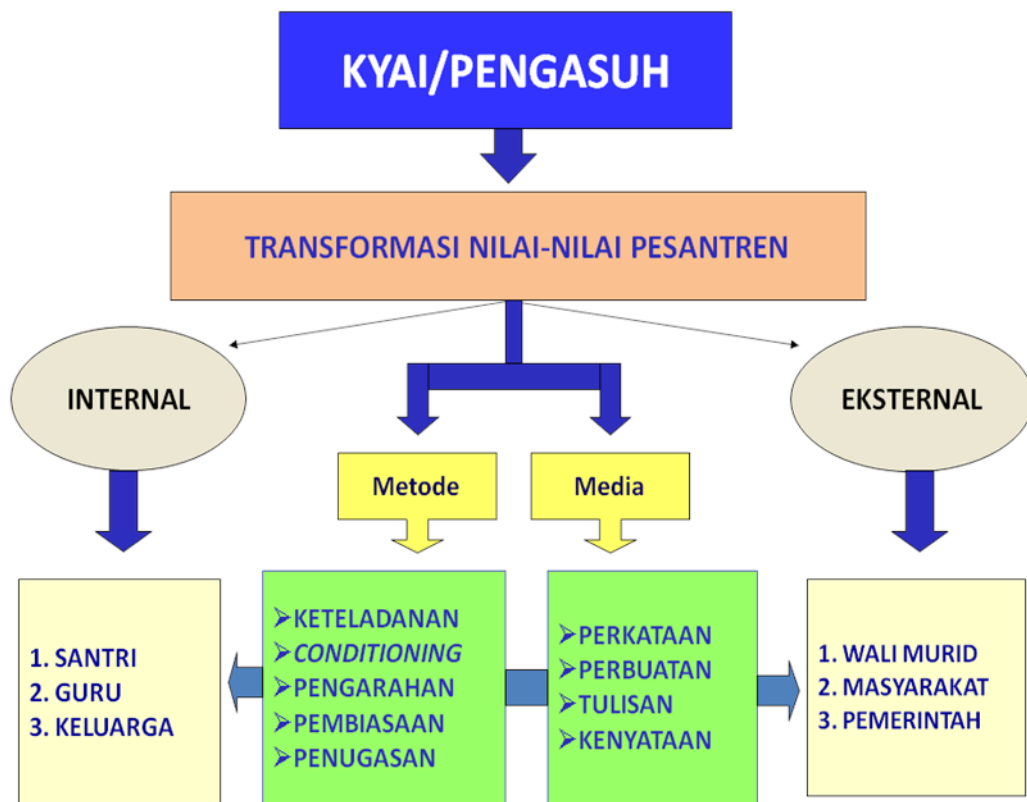 KYAI/PENGASUH
TRANSFORMASI NILAI-NILAI PESANTREN
INTERNAL
EKSTERNAL
Metode
Media
1. SANTRI
2. GURU
3. KELUARGA
➢KETELADANAN
➢CONDITIONING
➢PENGARAHAN
➢PEMBIASAAN
➢PENUGASAN
➢PERKATAAN
➢PERBUATAN
➢TULISAN
➢KENYATAAN
1. WALI MURID
2. MASYARAKAT
3. PEMERINTAH